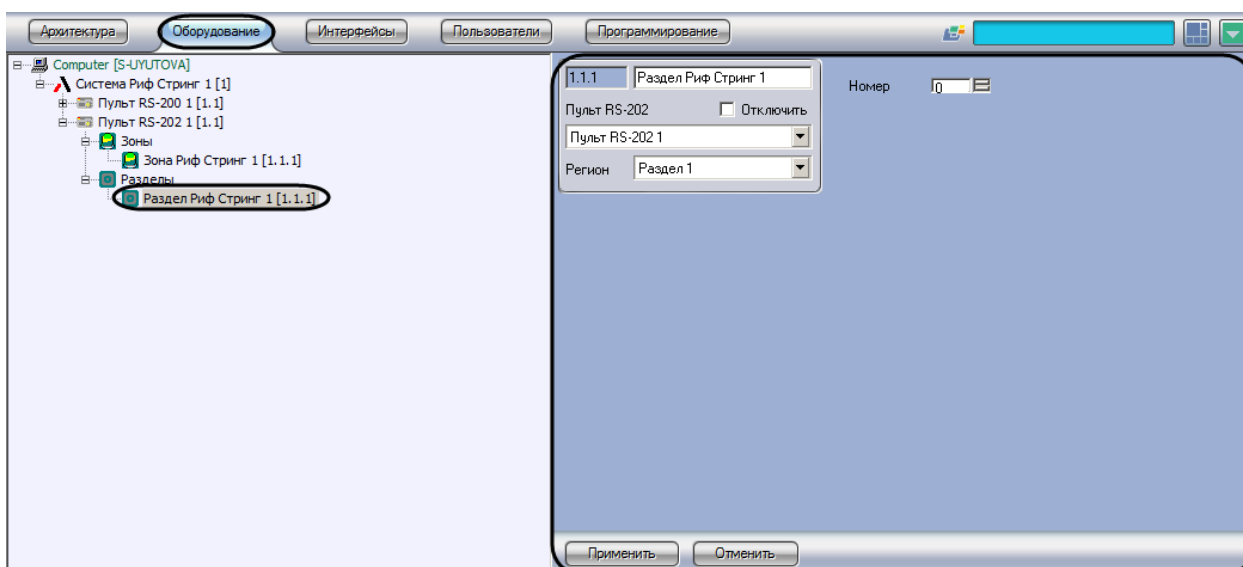 Архитектура Оборудование Интерфейсы Пользователи Программирование
Computer [S-UYUTOVA]
Система Риф Стринг 1 [1]
Пульт RS-200 1 [1.1]
Пульт RS-202 1 [1.1]
Зоны
Зона Риф Стринг 1 [1.1.1]
Разделы
Раздел Риф Стринг 1 [1.1.1]
1.1.1 Раздел Риф Стринг 1 Номер 0
Пульт RS-202 Отключить
Пульт RS-202 1
Регион Раздел 1
Применить Отменить